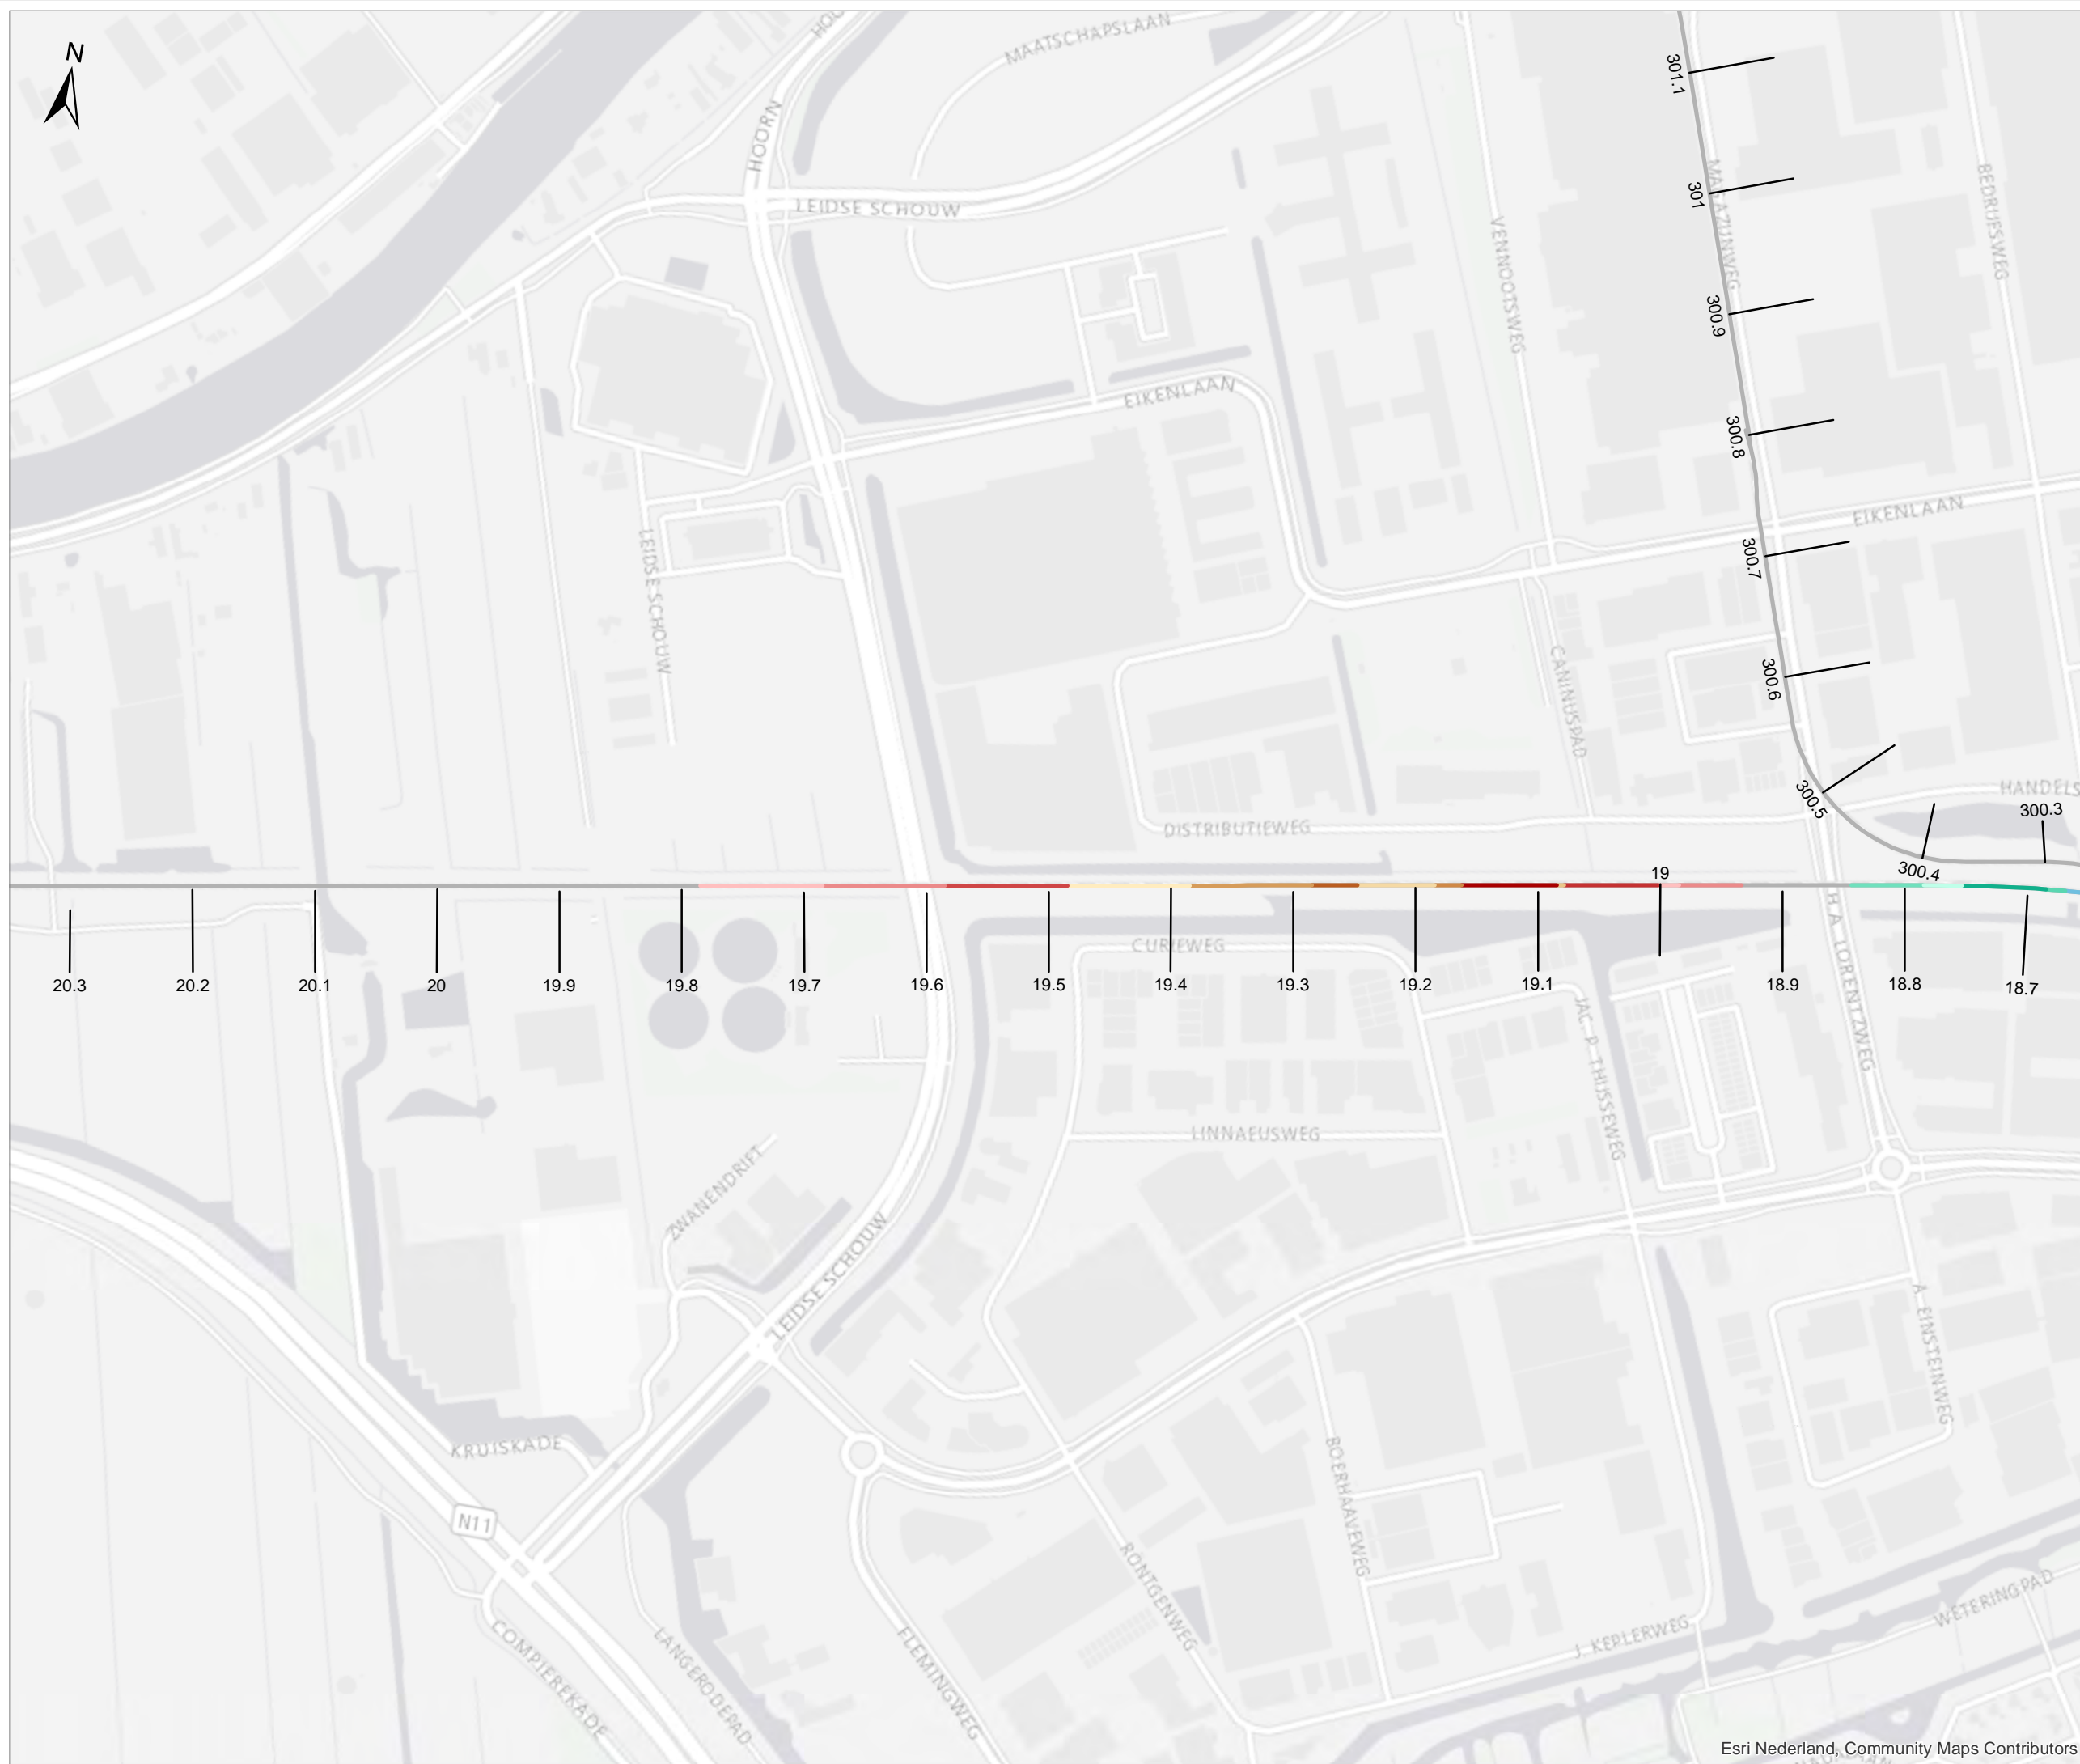 N
HOORN
MAATSCHAPSLAAN
LEIDSE SCHOUW
VENNOOTSWEG
301.1
301
MAGAZIJNWEG
BEDRIJFSWEG
300.9
EIKENLAAN
300.8
EIKENLAAN
300.7
LEIDSE SCHOUW
CANINUSPAD
300.6
300.5
HANDELS
300.3
DISTRIBUTIEWEG
300.4
19
H.A. LORENTZWEG
CURIEWEG
20.3
20.2
20.1
20
19.9
19.8
19.7
19.6
19.5
19.4
19.3
19.2
19.1
18.9
18.8
18.7
JAC. P. THIJSSEWEG
LINNAEUSWEG
ZWANENDRIFT
LEIDSE SCHOUW
A. EINSTEINWEG
KRUISKADE
BOERHAAVEWEG
N11
RÖNTGENWEG
COMPIERKADE
LANGERODEPAD
FLEMINGWEG
J. KEPLERWEG
WETERINGPAD
Esri Nederland, Community Maps Contributors